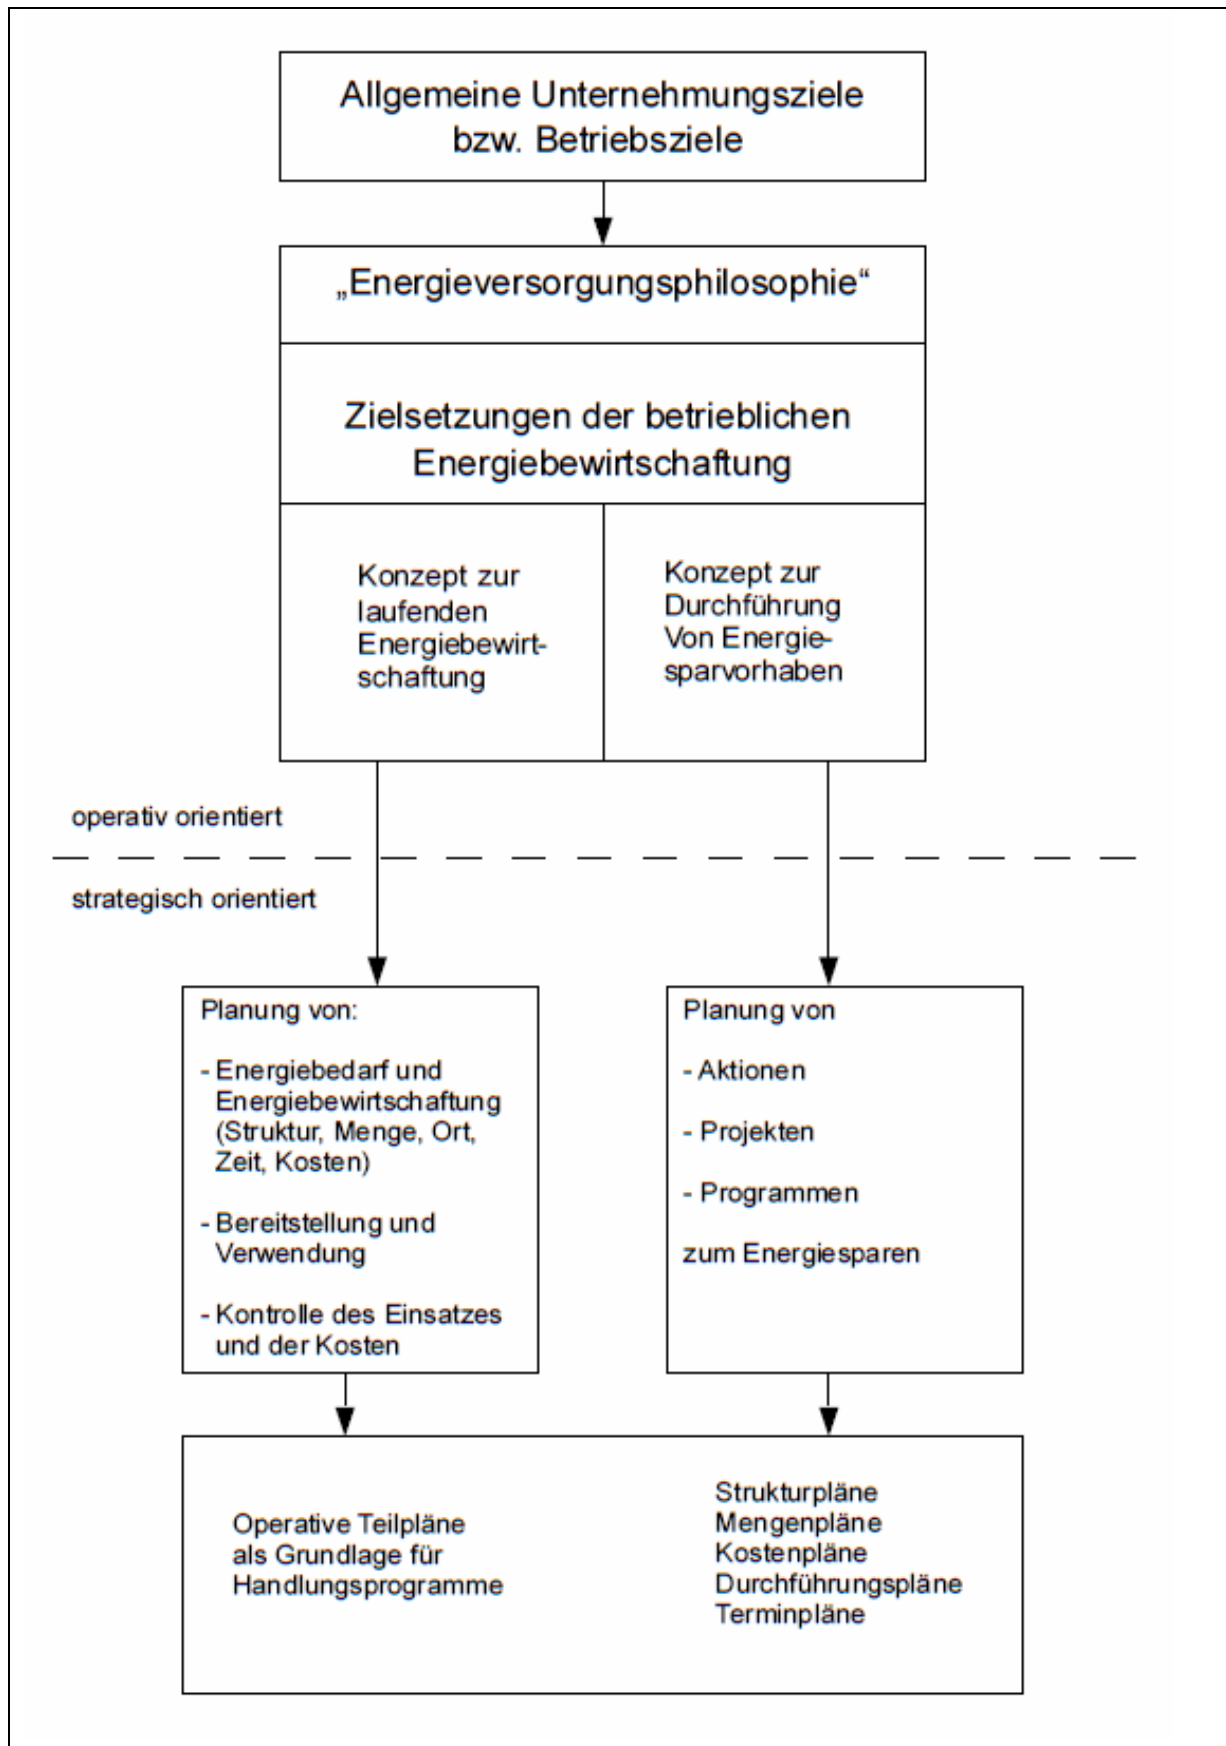 Allgemeine Unternehmungsziele
bzw. Betriebsziele
„Energieversorgungsphilosophie“
Zielsetzungen der betrieblichen
Energiebewirtschaftung
Konzept zur
laufenden
Energiebewirt-
schaftung
Konzept zur
Durchführung
Von Energie-
sparvorhaben
operativ orientiert
strategisch orientiert
Planung von:
- Energiebedarf und
Energiebewirtschaftung
(Struktur, Menge, Ort,
Zeit, Kosten)
- Bereitstellung und
Verwendung
- Kontrolle des Einsatzes
und der Kosten
Planung von
- Aktionen
- Projekten
- Programmen
zum Energiesparen
Operative Teilpläne
als Grundlage für
Handlungsprogramme
Strukturpläne
Mengenpläne
Kostenpläne
Durchführungspläne
Terminpläne